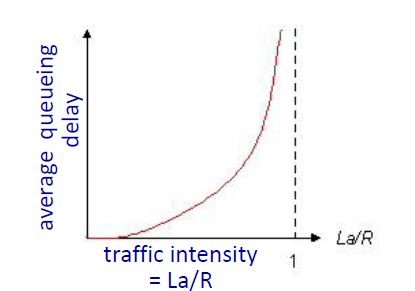 average queueing
delay
La/R
traffic intensity
= La/R
1